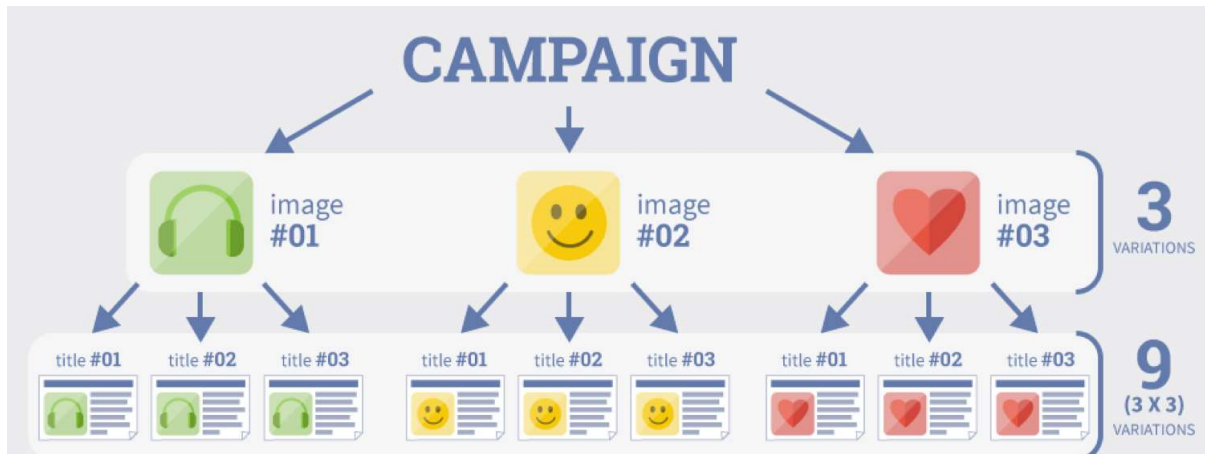 CAMPAIGN
image
#01
image
#02
image
#03
3
VARIATIONS
title #01
title #02
title #03
title #01
title #02
title #03
title #01
title #02
title #03
9
(3 X 3)
VARIATIONS